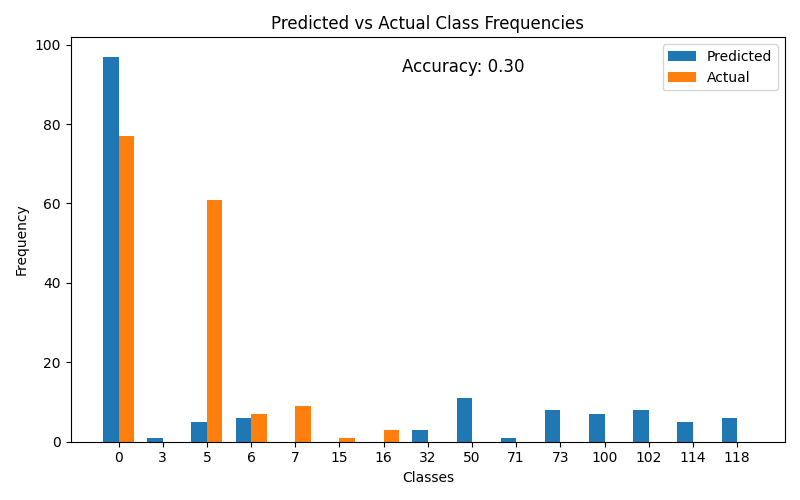 Predicted vs Actual Class Frequencies
Accuracy: 0.30
Predicted
Actual
Frequency
100
80
60
40
20
0
0 3 5 6 7 15 16 32 50 71 73 100 102 114 118
Classes